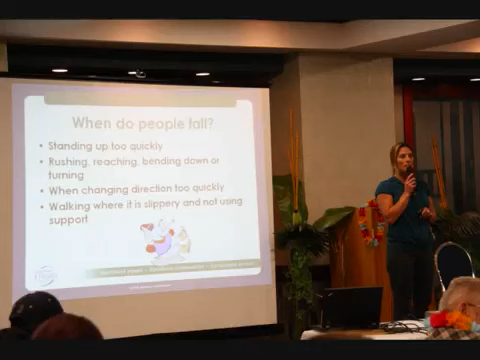 When do people fall?
• Standing up too quickly
• Rushing, reaching, bending down or
turning
• When changing direction too quickly
• Walking where it is slippery and not using
support